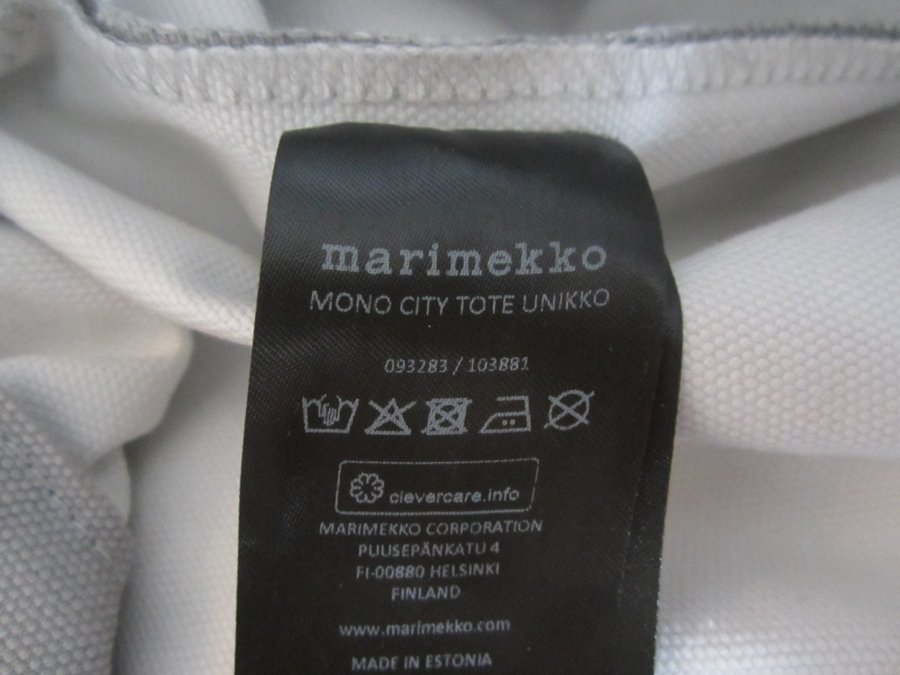 marimekko
MONO CITY TOTE UNIKKO
093283 / 103881
clevercare.info
MARIMEKKO CORPORATION
PUUSEPÄNKATU 4
FI-00880 HELSINKI
FINLAND
www.marimekko.com
MADE IN ESTONIA